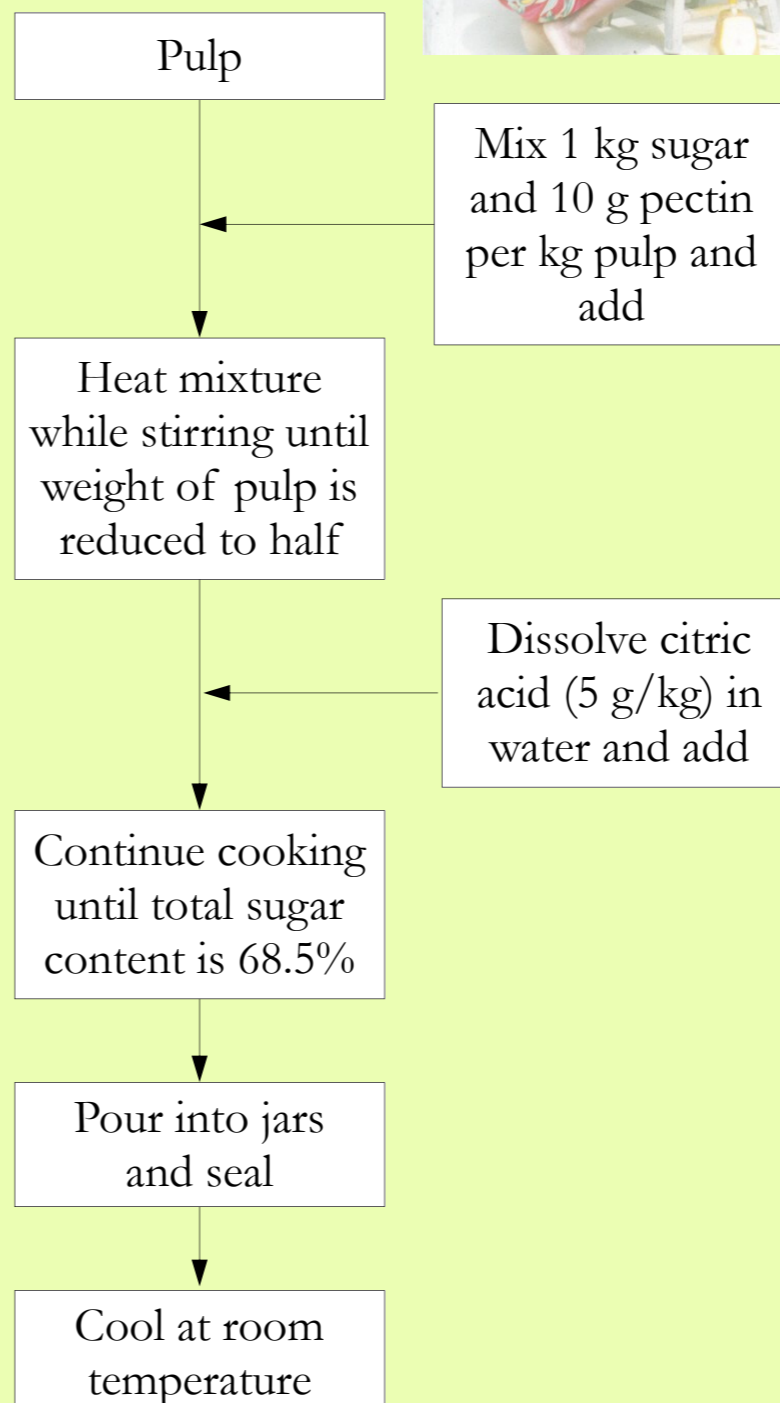 Pulp
Mix 1 kg sugar
and 10 g pectin
per kg pulp and
add
Heat mixture
while stirring until
weight of pulp is
reduced to half
Dissolve citric
acid (5 g/kg) in
water and add
Continue cooking
until total sugar
content is 68.5%
Pour into jars
and seal
Cool at room
temperature